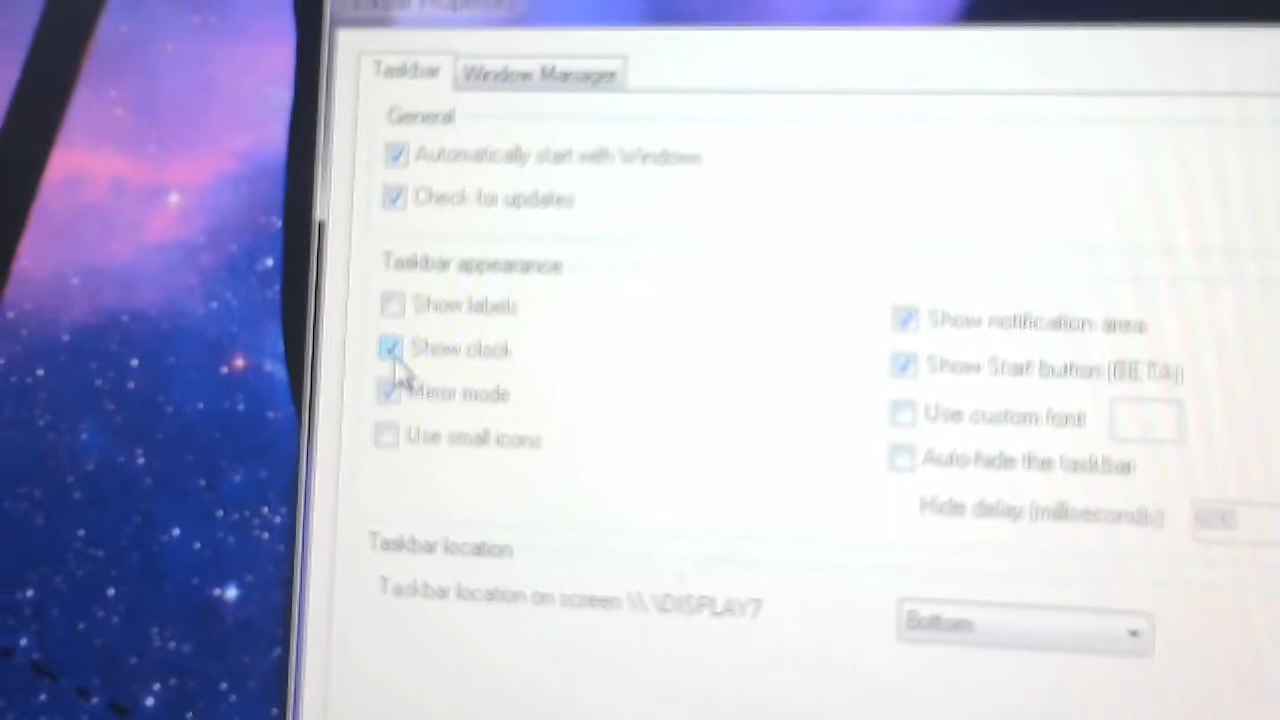 Taskbar Window Manager
General
Automatically start with Windows
Check for updates
Taskbar appearance
Show labels
Show clock
Mirror mode
Use small icons
Show notification area
Show Start button (BETA)
Use custom font
Auto-hide the taskbar
Hide delay (milliseconds)
Taskbar location
Taskbar location on screen \\.\DISPLAY7
Bottom